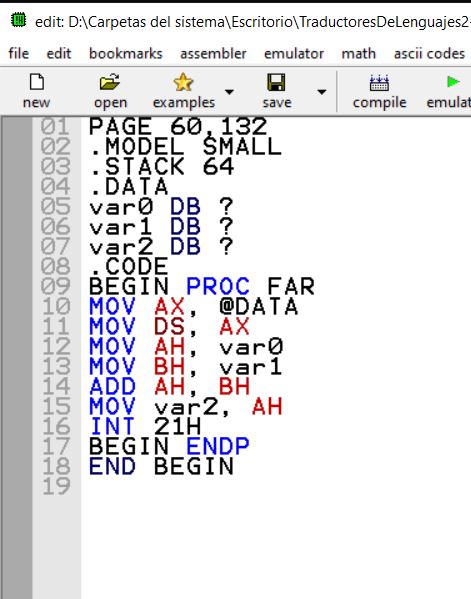 edit: D:\Carpetas del sistema\Escritorio\TraductoresDeLenguajes2-
file edit bookmarks assembler emulator math ascii codes
new open examples save compile emulat
01 PAGE 60,132
02 .MODEL SMALL
03 .STACK 64
04 .DATA
05 var0 DB ?
06 var1 DB ?
07 var2 DB ?
08 .CODE
09 BEGIN PROC FAR
10 MOV AX, @DATA
11 MOV DS, AX
12 MOV AH, var0
13 MOV BH, var1
14 ADD AH, BH
15 MOV var2, AH
16 INT 21H
17 BEGIN ENDP
18 END BEGIN
19